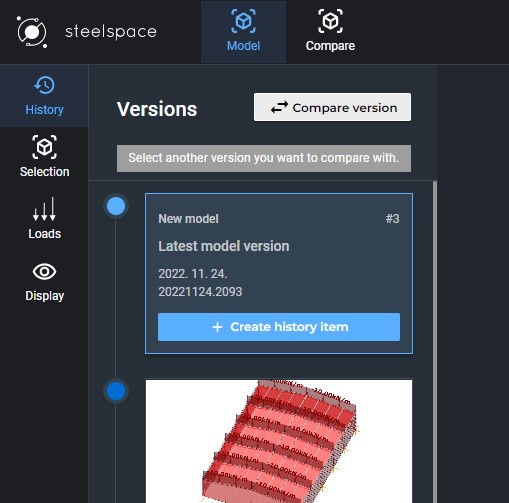 steelspace
Model
Compare
History
Selection
Loads
Display
Versions
Compare version
Select another version you want to compare with.
New model
#3
Latest model version
2022. 11. 24.
20221124.2093
+ Create history item